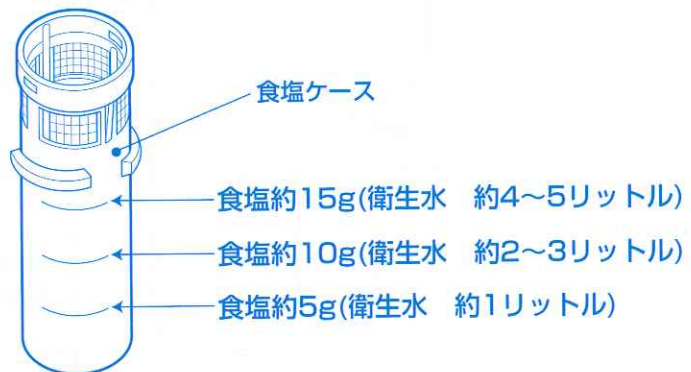 食塩ケース
食塩約15g(衛生水　約4〜5リットル)
食塩約10g(衛生水　約2〜3リットル)
食塩約5g(衛生水　約1リットル)